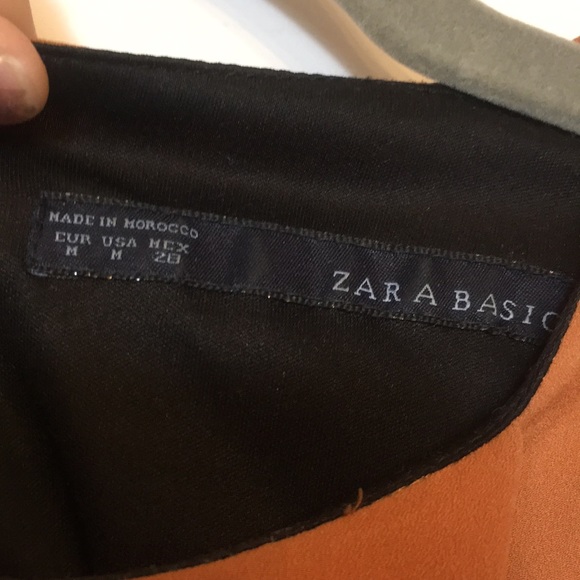 MADE IN MOROCCO
EUR USA MEX
M M 28
ZARA BASIC